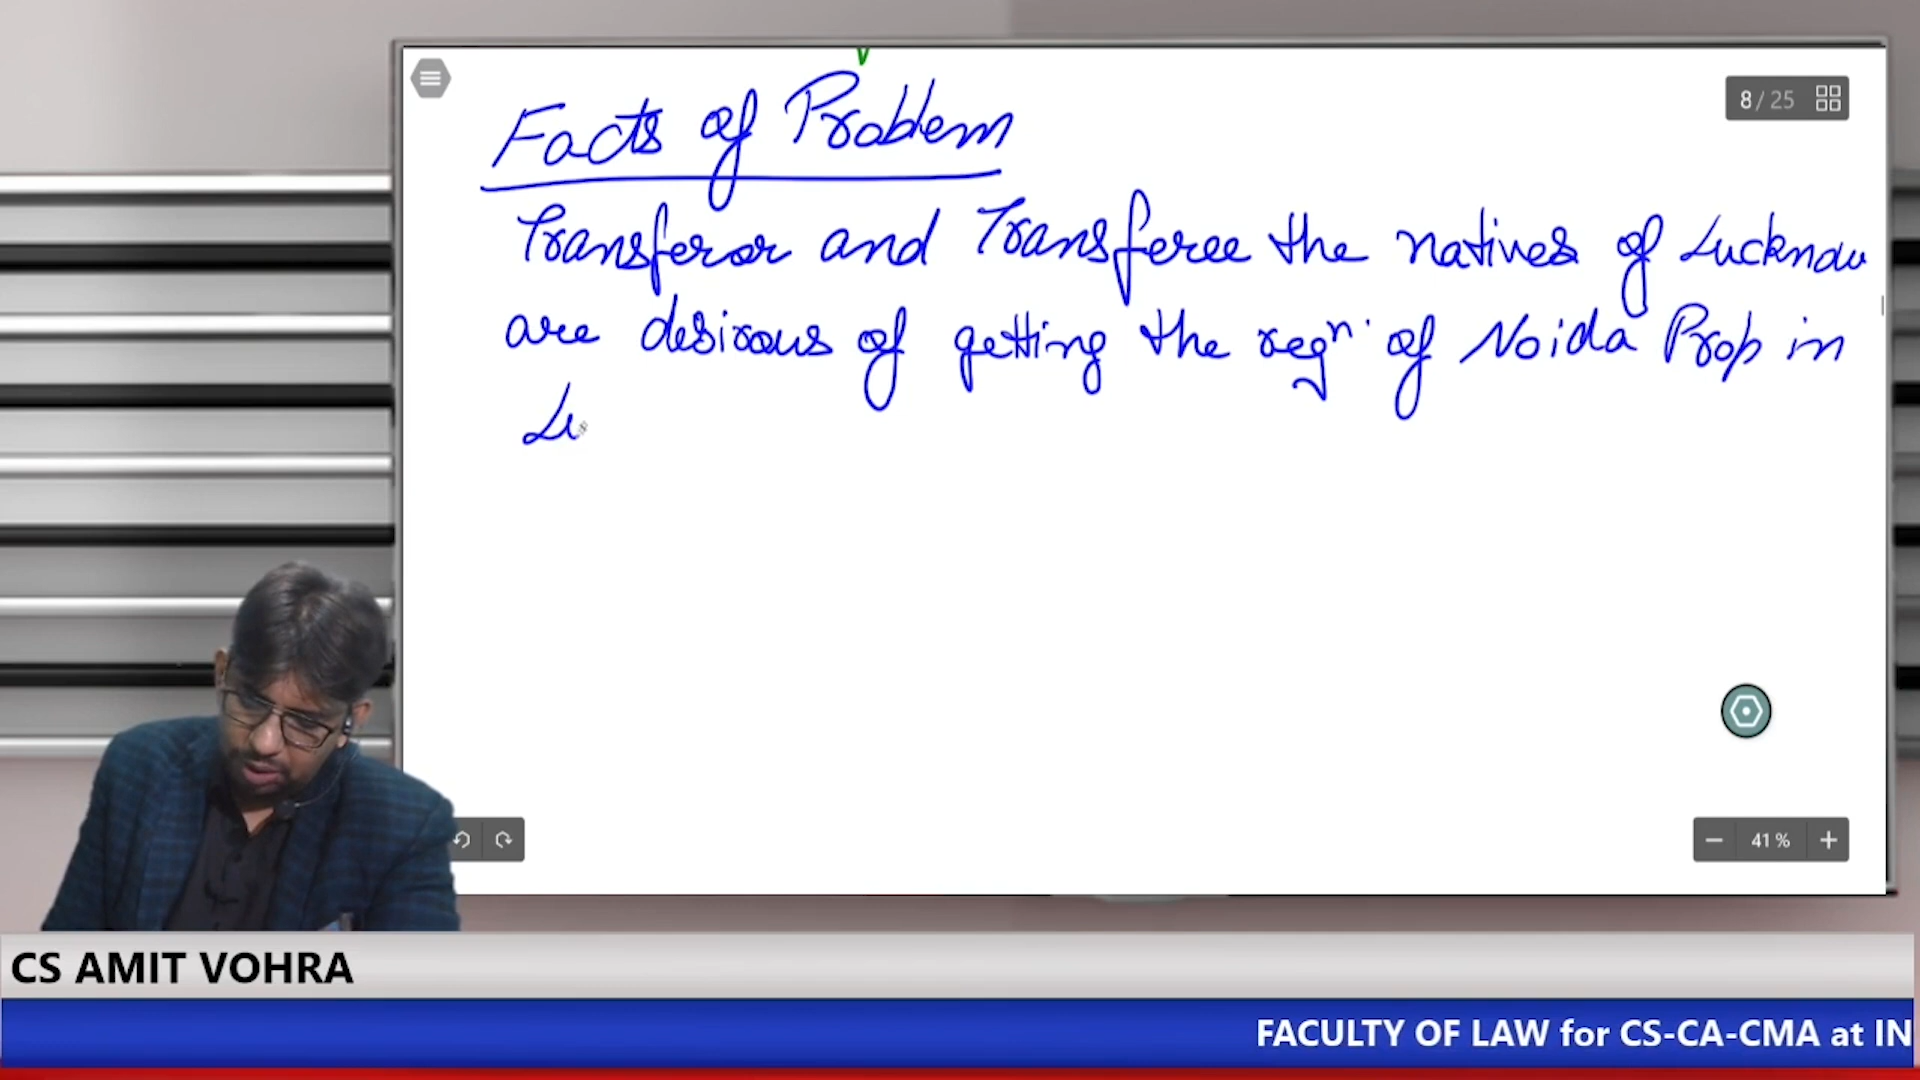 8 / 25
Facts of Problem
Transferor and Transferee the natives of Lucknow
are desirous of getting the regn. of Noida Prop in
Lu
41 %
CS AMIT VOHRA
FACULTY OF LAW for CS-CA-CMA at IN